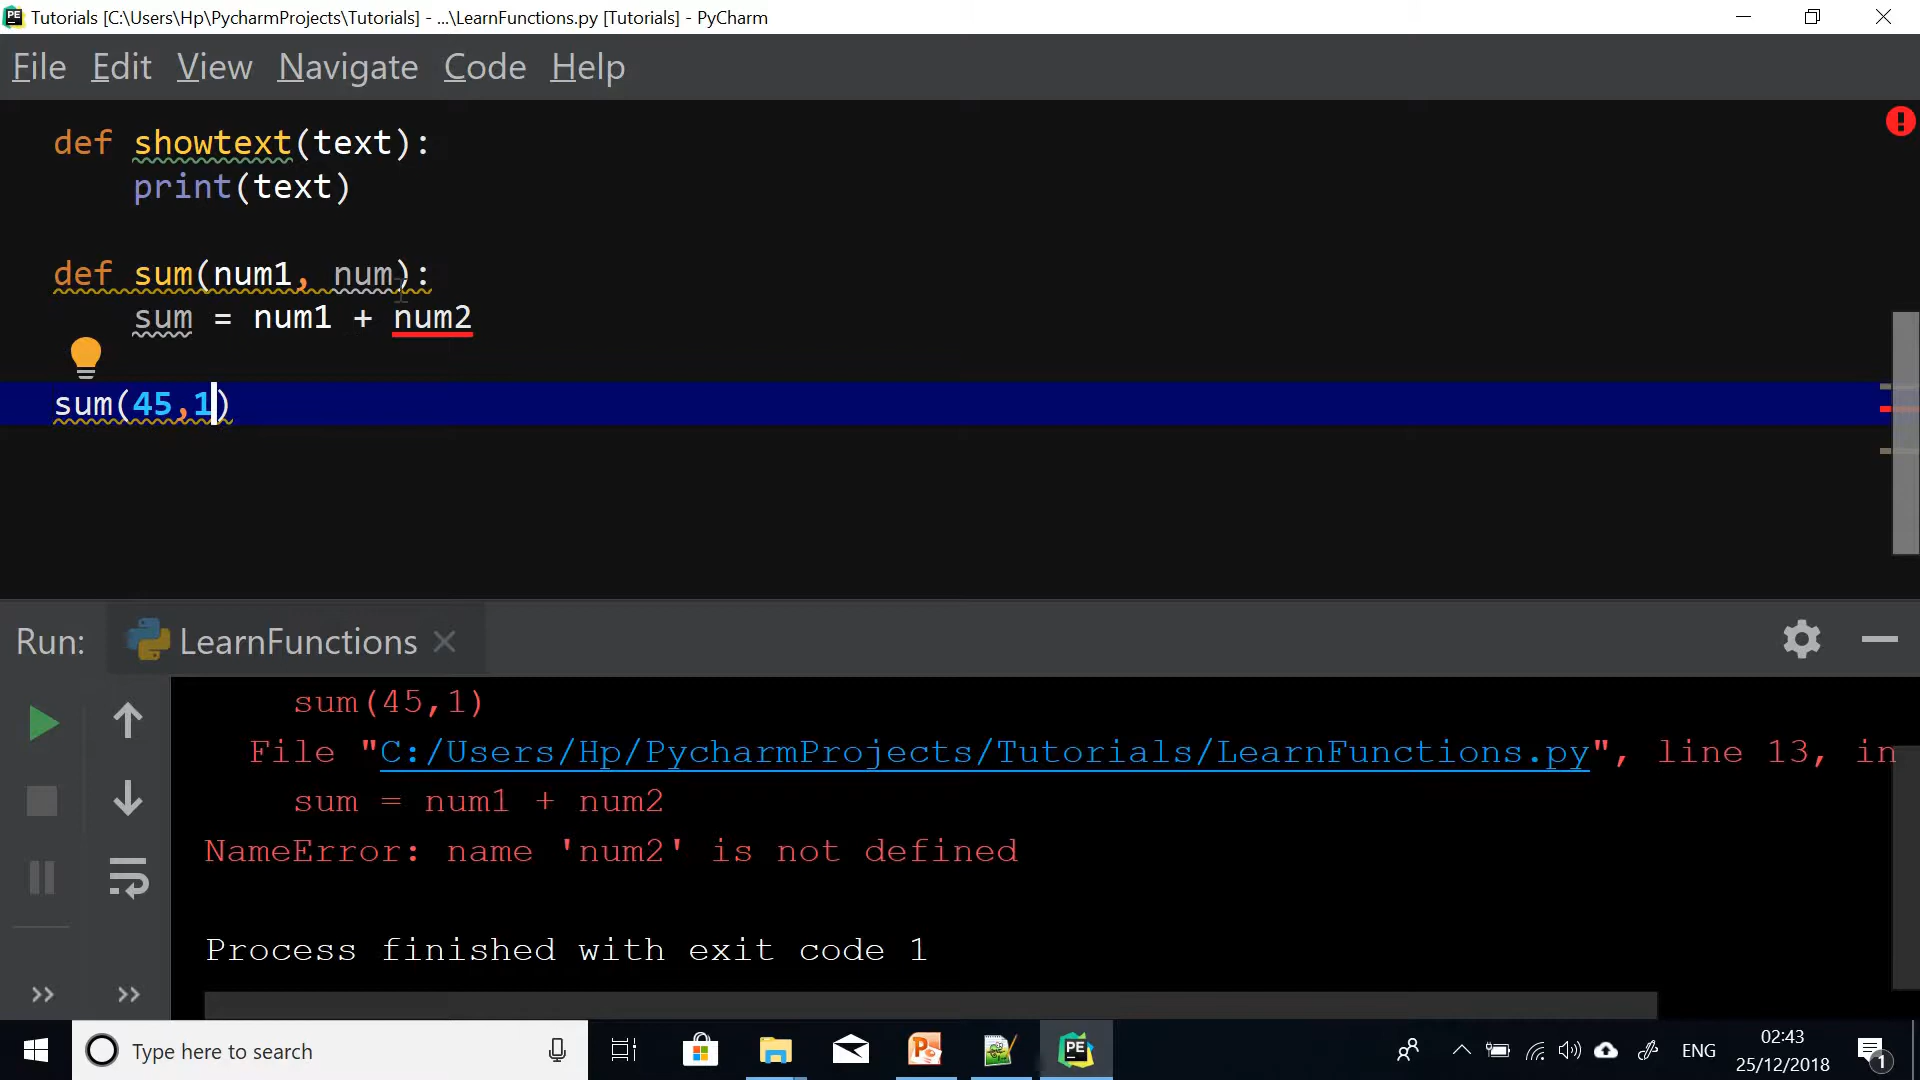 Tutorials [C:\Users\Hp\PycharmProjects\Tutorials] - ...\LearnFunctions.py [Tutorials] - PyCharm
File Edit View Navigate Code Help
def showtext(text):
    print(text)
def sum(num1, num):
    sum = num1 + num2
sum(45,1)
Run: LearnFunctions
sum(45,1)
File "C:/Users/Hp/PycharmProjects/Tutorials/LearnFunctions.py", line 13, in
sum = num1 + num2
NameError: name 'num2' is not defined
Process finished with exit code 1
Type here to search
ENG
02:43
25/12/2018
1